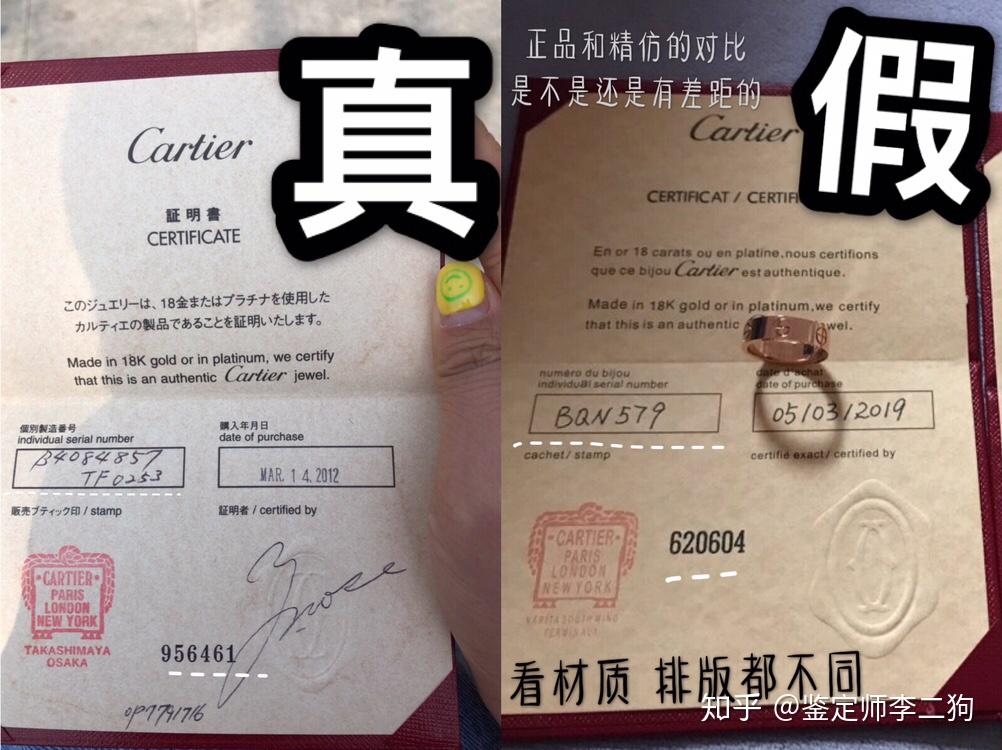 真
Cartier
証明書
CERTIFICATE
このジュエリーは、18金またはプラチナを使用した
カルティエの製品であることを証明いたします。
Made in 18K gold or in platinum, we certify
that this is an authentic Cartier jewel.
個別製造番号
individual serial number
B4084857
TF0253
購入年月日
date of purchase
MAR. 14. 2012
販売ブティック印 / stamp
証明者 / certified by
CARTIER
PARIS
LONDON
NEW YORK
TAKASHIMAYA
OSAKA
956461
正品和精仿的对比
是不是还是有差距的
假
Cartier
CERTIFICAT / CERTIFI
En or 18 carats ou en platine,nous certifions
que ce bijou Cartier est authentique.
Made in 18K gold or in platinum,we certify
that this is an authentic wel.
numéro du bijou
individual serial number
BQN579
date d'achat
date of purchase
05/03/2019
cachet / stamp
certifié exact / certified by
CARTIER
PARIS
LONDON
NEW YORK
620604
看材质 排版都不同
知乎 @鉴定师李二狗